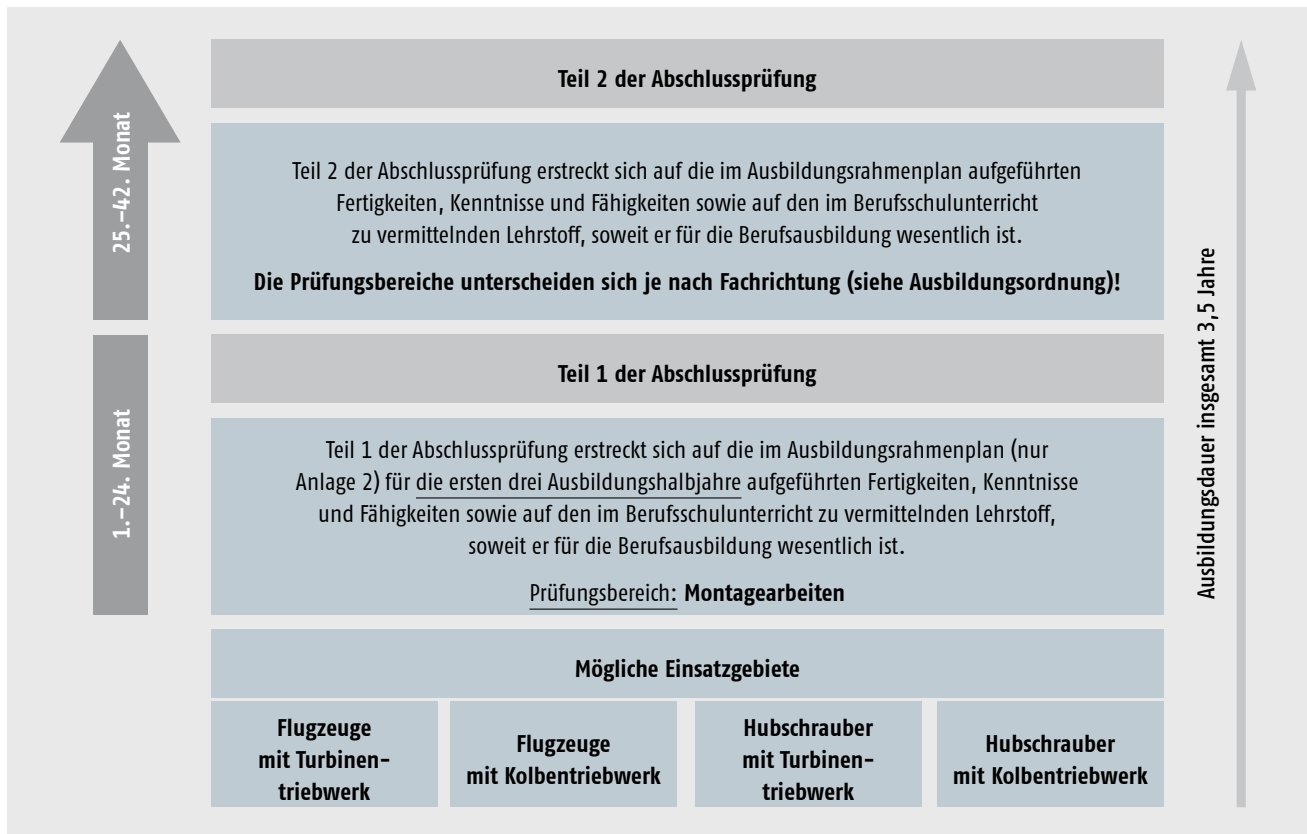 Teil 2 der Abschlussprüfung
25.–42. Monat
Teil 2 der Abschlussprüfung erstreckt sich auf die im Ausbildungsrahmenplan aufgeführten
Fertigkeiten, Kenntnisse und Fähigkeiten sowie auf den im Berufsschulunterricht
zu vermittelnden Lehrstoff, soweit er für die Berufsausbildung wesentlich ist.
Die Prüfungsbereiche unterscheiden sich je nach Fachrichtung (siehe Ausbildungsordnung)!
Teil 1 der Abschlussprüfung
1.–24. Monat
Teil 1 der Abschlussprüfung erstreckt sich auf die im Ausbildungsrahmenplan (nur
Anlage 2) für die ersten drei Ausbildungshalbjahre aufgeführten Fertigkeiten, Kenntnisse
und Fähigkeiten sowie auf den im Berufsschulunterricht zu vermittelnden Lehrstoff,
soweit er für die Berufsausbildung wesentlich ist.
Prüfungsbereich: Montagearbeiten
Mögliche Einsatzgebiete
Flugzeuge
mit Turbinen-
triebwerk
Flugzeuge
mit Kolbentriebwerk
Hubschrauber
mit Turbinen-
triebwerk
Hubschrauber
mit Kolbentriebwerk
Ausbildungsdauer insgesamt 3,5 Jahre